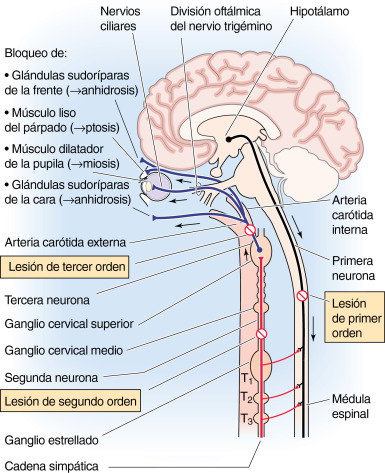 Nervios
ciliares
División oftálmica
del nervio trigémino
Hipotálamo
Bloqueo de:
• Glándulas sudoríparas
de la frente (→anhidrosis)
• Músculo liso
del párpado (→ptosis)
• Músculo dilatador
de la pupila (→miosis)
• Glándulas sudoríparas
de la cara (→anhidrosis)
Arteria carótida externa
Lesión de tercer orden
Tercera neurona
Ganglio cervical superior
Ganglio cervical medio
Segunda neurona
Lesión de segundo orden
Ganglio estrellado
Cadena simpática
T1
T2
T3
Arteria
carótida
interna
Primera
neurona
Lesión
de primer
orden
Médula
espinal